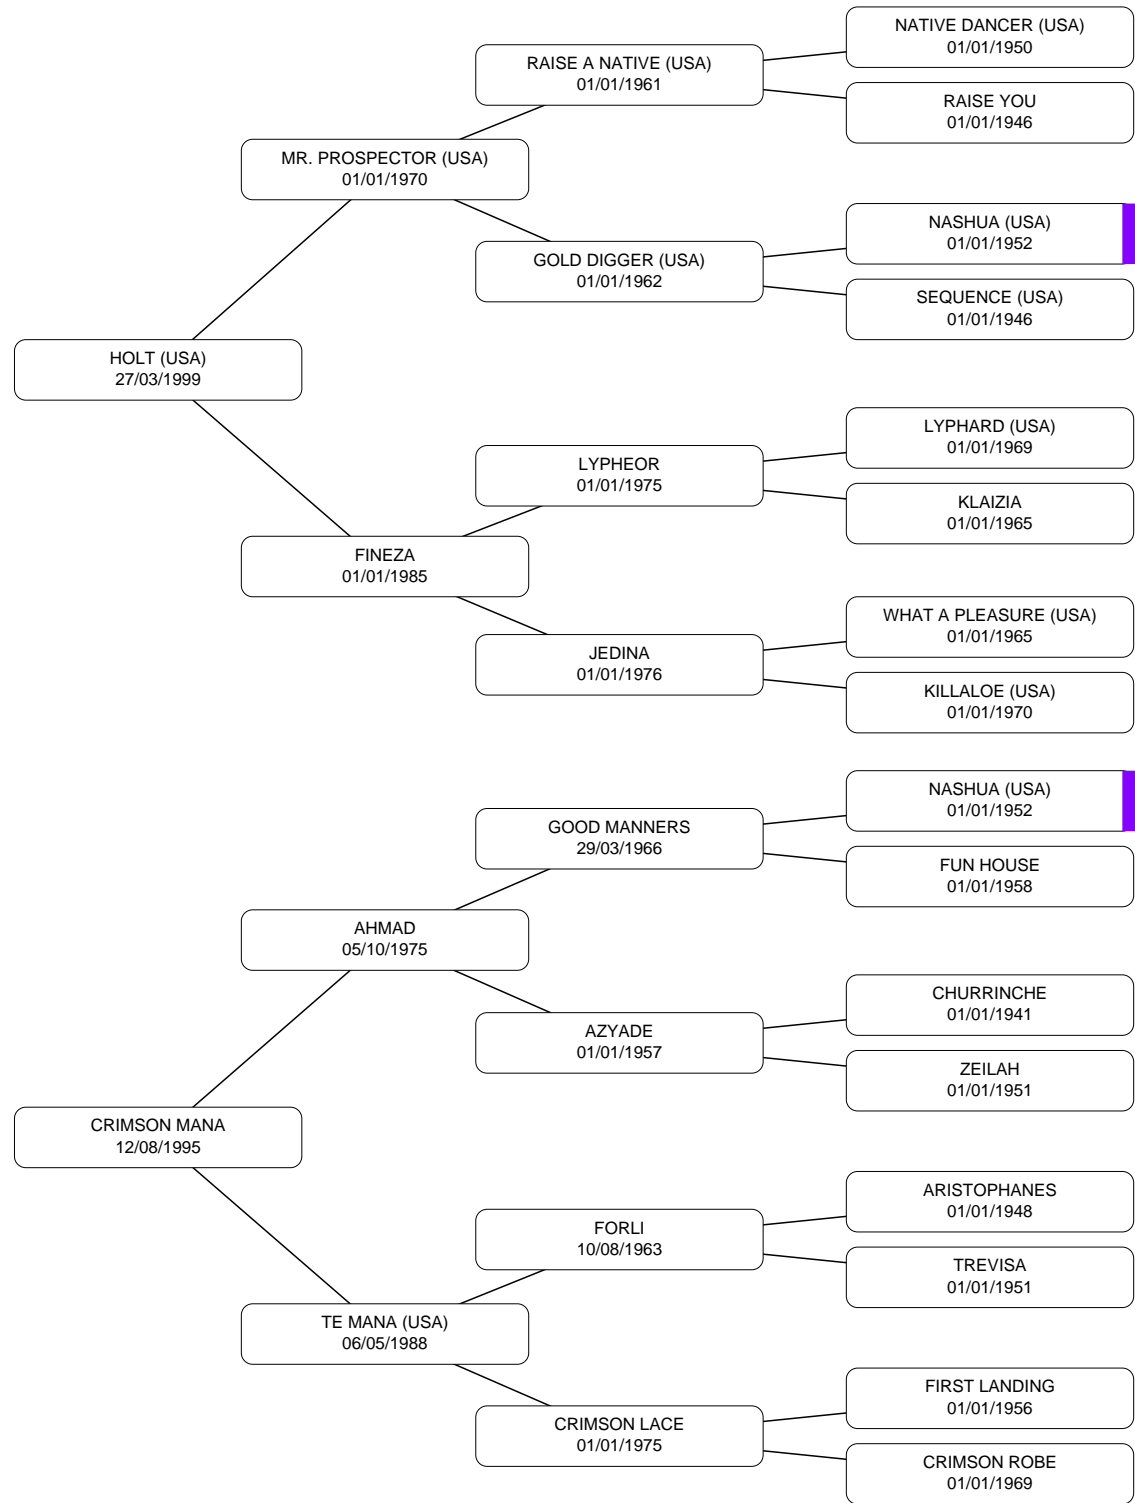 NATIVE DANCER (USA)
01/01/1950
RAISE A NATIVE (USA)
01/01/1961
RAISE YOU
01/01/1946
MR. PROSPECTOR (USA)
01/01/1970
NASHUA (USA)
01/01/1952
GOLD DIGGER (USA)
01/01/1962
SEQUENCE (USA)
01/01/1946
HOLT (USA)
27/03/1999
LYPHARD (USA)
01/01/1969
LYPHEOR
01/01/1975
KLAIZIA
01/01/1965
FINEZA
01/01/1985
WHAT A PLEASURE (USA)
01/01/1965
JEDINA
01/01/1976
KILLALOE (USA)
01/01/1970
NASHUA (USA)
01/01/1952
GOOD MANNERS
29/03/1966
FUN HOUSE
01/01/1958
AHMAD
05/10/1975
CHURRINCHE
01/01/1941
AZYADE
01/01/1957
ZEILAH
01/01/1951
CRIMSON MANA
12/08/1995
ARISTOPHANES
01/01/1948
FORLI
10/08/1963
TREVISA
01/01/1951
TE MANA (USA)
06/05/1988
FIRST LANDING
01/01/1956
CRIMSON LACE
01/01/1975
CRIMSON ROBE
01/01/1969